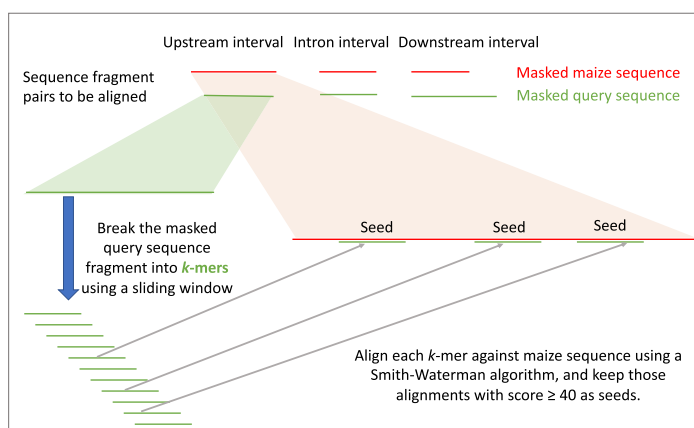 Upstream interval Intron interval Downstream interval
Sequence fragment
pairs to be aligned
Masked maize sequence
Masked query sequence
Seed Seed Seed
Break the masked
query sequence
fragment into k-mers
using a sliding window
Align each k-mer against maize sequence using a
Smith-Waterman algorithm, and keep those
alignments with score ≥ 40 as seeds.